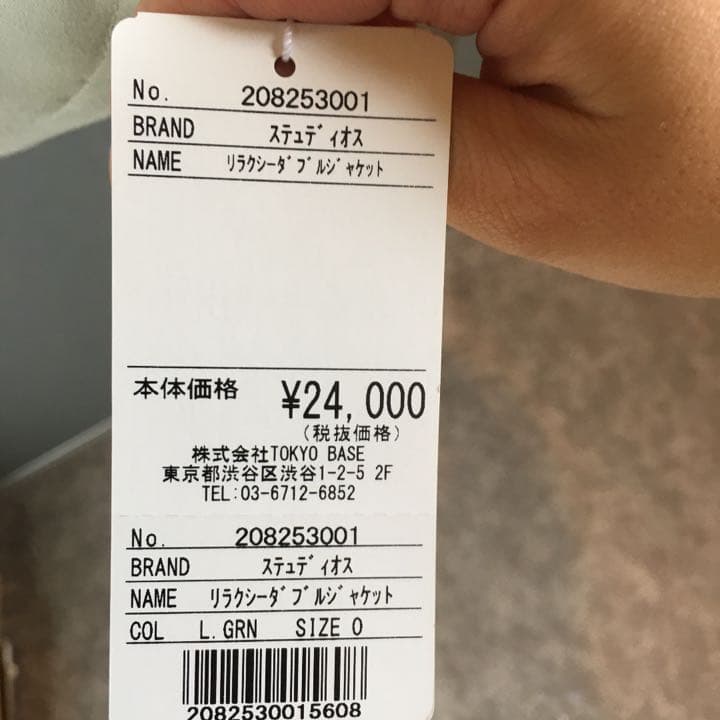 No. 208253001
BRAND ｽﾃｭﾃﾞｨｵｽ
NAME ﾘﾗｸｼｰﾀﾞﾌﾞﾙｼﾞｬｹｯﾄ
本体価格 ¥24,000
(税抜価格)
株式会社TOKYO BASE
東京都渋谷区渋谷1-2-5 2F
TEL:03-6712-6852
No. 208253001
BRAND ｽﾃｭﾃﾞｨｵｽ
NAME ﾘﾗｸｼｰﾀﾞﾌﾞﾙｼﾞｬｹｯﾄ
COL L.GRN SIZE 0
2082530015608